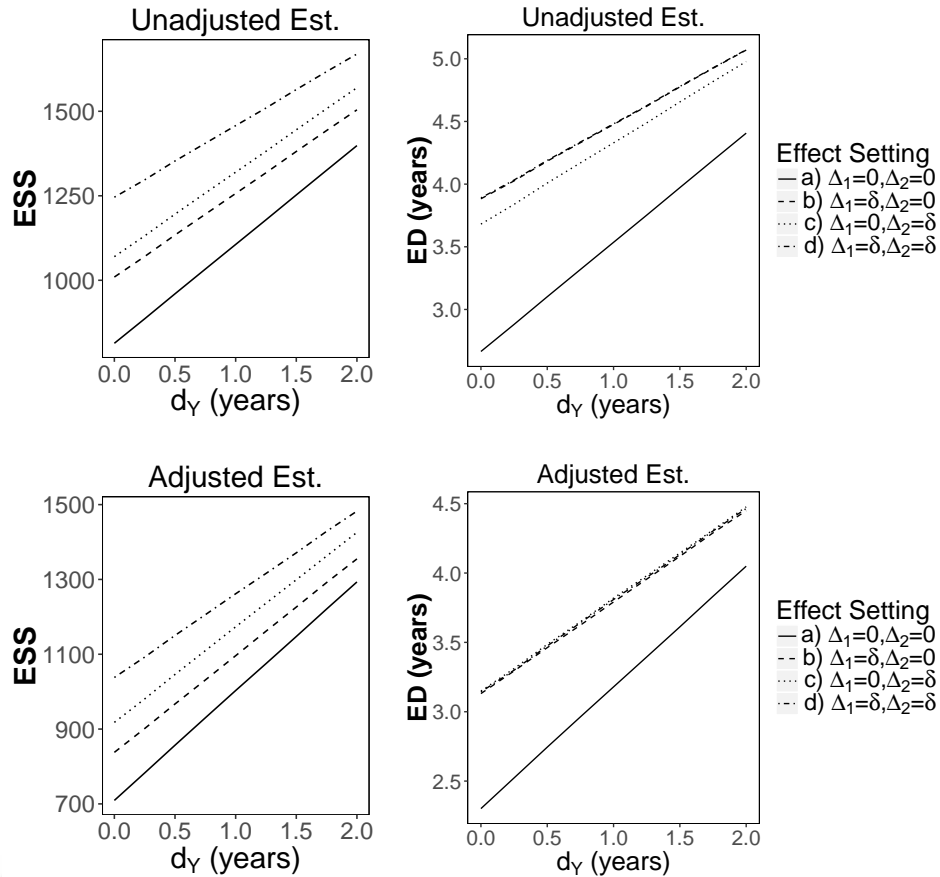 Unadjusted Est.
ESS
1500
1250
1000
0.0 0.5 1.0 1.5 2.0
d_Y (years)
Unadjusted Est.
ED (years)
5.0
4.5
4.0
3.5
3.0
0.0 0.5 1.0 1.5 2.0
d_Y (years)
Effect Setting
a) Δ₁=0,Δ₂=0
b) Δ₁=δ,Δ₂=0
c) Δ₁=0,Δ₂=δ
d) Δ₁=δ,Δ₂=δ
Adjusted Est.
ESS
1500
1300
1100
900
700
0.0 0.5 1.0 1.5 2.0
d_Y (years)
Adjusted Est.
ED (years)
4.5
4.0
3.5
3.0
2.5
0.0 0.5 1.0 1.5 2.0
d_Y (years)
Effect Setting
a) Δ₁=0,Δ₂=0
b) Δ₁=δ,Δ₂=0
c) Δ₁=0,Δ₂=δ
d) Δ₁=δ,Δ₂=δ